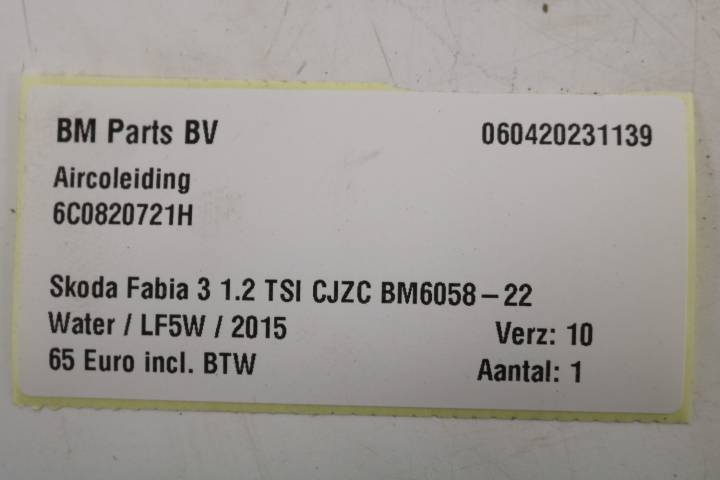 BM Parts BV 060420231139
Aircoleiding
6C0820721H
Skoda Fabia 3 1.2 TSI CJZC BM6058-22
Water / LF5W / 2015 Verz: 10
65 Euro incl. BTW Aantal: 1